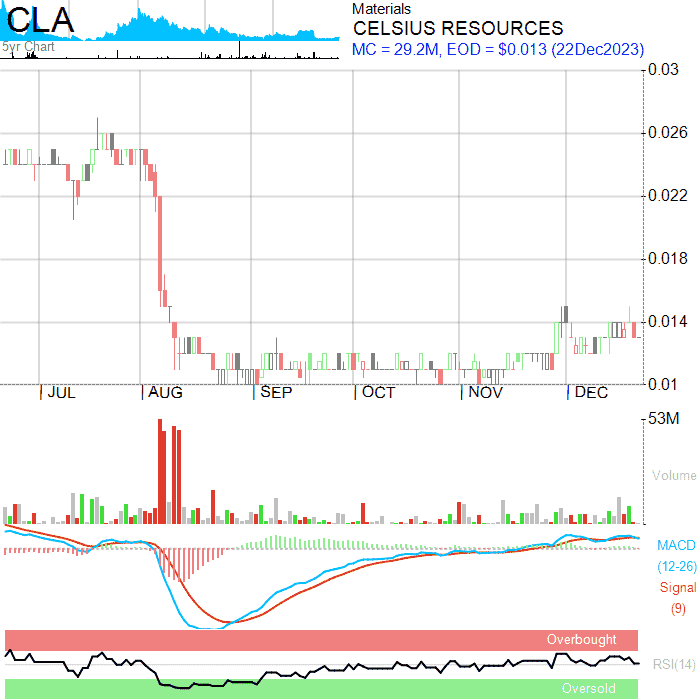 CLA
5yr Chart
Materials
CELSIUS RESOURCES
MC = 29.2M, EOD = $0.013 (22Dec2023)
0.03
0.026
0.022
0.018
0.014
0.01
JUL AUG SEP OCT NOV DEC
53M
Volume
MACD
(12-26)
Signal
(9)
Overbought
RSI(14)
Oversold